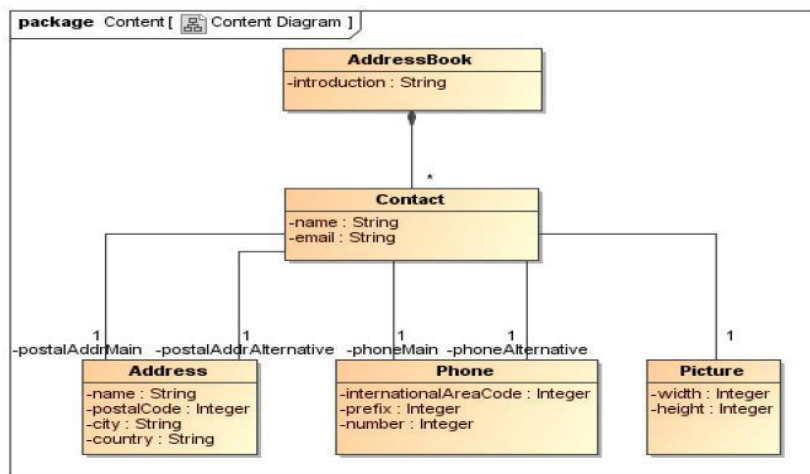 package Content [ Content Diagram ]
AddressBook
-introduction : String
*
Contact
-name : String
-email : String
1 1 1 1 1
-postalAddrMain -postalAddrAlternative -phoneMain -phoneAlternative
Address
-name : String
-postalCode : Integer
-city : String
-country : String
Phone
-internationalAreaCode : Integer
-prefix : Integer
-number : Integer
Picture
-width : Integer
-height : Integer